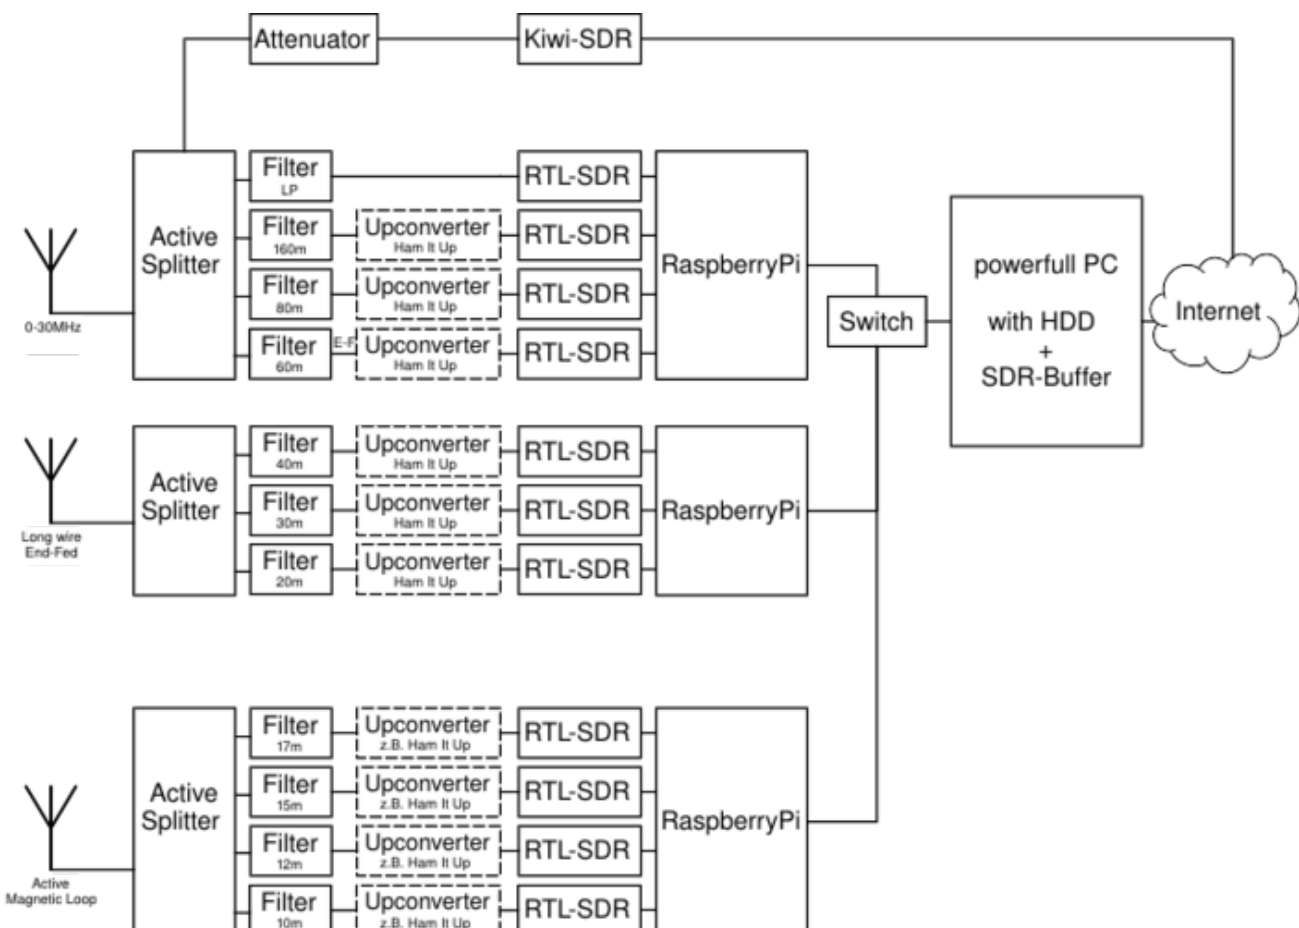 Attenuator
Kiwi-SDR
Active
Splitter
Filter
LP
RTL-SDR
Filter
160m
Upconverter
Ham It Up
RTL-SDR
Filter
80m
Upconverter
Ham It Up
RTL-SDR
Filter
60m
E-F
Upconverter
Ham It Up
RTL-SDR
RaspberryPi
0-30MHz
Switch
powerfull PC
with HDD
+
SDR-Buffer
Internet
Active
Splitter
Filter
40m
Upconverter
Ham It Up
RTL-SDR
Filter
30m
Upconverter
Ham It Up
RTL-SDR
Filter
20m
Upconverter
Ham It Up
RTL-SDR
RaspberryPi
Long wire
End-Fed
Active
Splitter
Filter
17m
Upconverter
z.B. Ham It Up
RTL-SDR
Filter
15m
Upconverter
z.B. Ham It Up
RTL-SDR
Filter
12m
Upconverter
z.B. Ham It Up
RTL-SDR
Filter
10m
Upconverter
z.B. Ham It Up
RTL-SDR
RaspberryPi
Active
Magnetic Loop